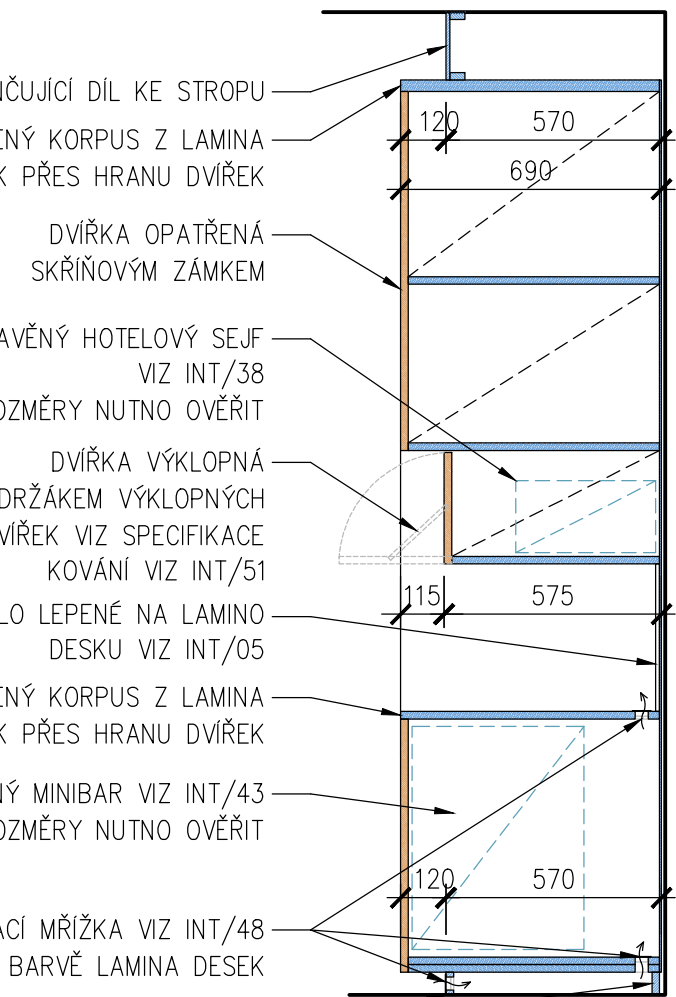 NČUJÍCÍ DÍL KE STROPU
ENÝ KORPUS Z LAMINA
K PŘES HRANU DVÍŘEK
120
570
690
DVÍŘKA OPATŘENÁ
SKŘÍŇOVÝM ZÁMKEM
AVĚNÝ HOTELOVÝ SEJF
VIZ INT/38
OZMĚRY NUTNO OVĚŘIT
DVÍŘKA VÝKLOPNÁ
DRŽÁKEM VÝKLOPNÝCH
VÍŘEK VIZ SPECIFIKACE
KOVÁNÍ VIZ INT/51
115
575
LO LEPENÉ NA LAMINO
DESKU VIZ INT/05
ENÝ KORPUS Z LAMINA
K PŘES HRANU DVÍŘEK
NÝ MINIBAR VIZ INT/43
OZMĚRY NUTNO OVĚŘIT
120
570
ACÍ MŘÍŽKA VIZ INT/48
BARVĚ LAMINA DESEK